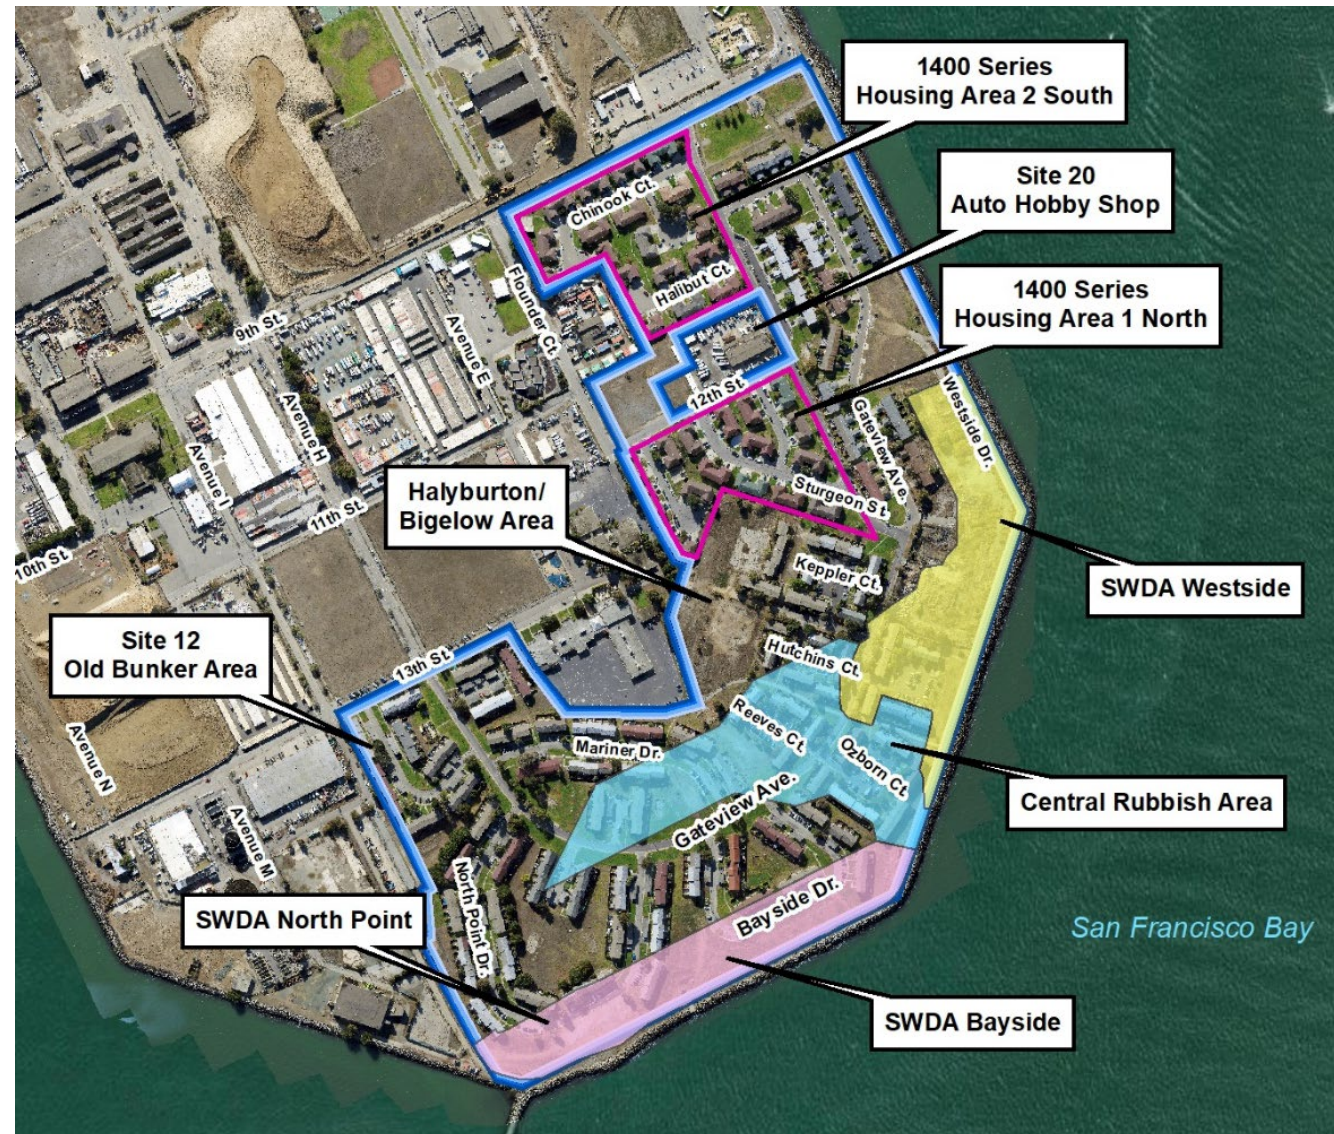 1400 Series
Housing Area 2 South
Site 20
Auto Hobby Shop
1400 Series
Housing Area 1 North
Chinook Ct.
Halibut Ct.
Flounder Ct.
9th St.
Avenue E
12th St.
Avenue H
Avenue I
Gateview Ave.
Westside Dr.
Sturgeon St.
Halyburton/
Bigelow Area
11th St.
10th St.
Keppler Ct.
SWDA Westside
Site 12
Old Bunker Area
13th St.
Hutchins Ct.
Reeves Ct.
Mariner Dr.
Ozborn Ct.
Avenue N
Gateview Ave.
Central Rubbish Area
Avenue M
North Point Dr.
SWDA North Point
Bayside Dr.
San Francisco Bay
SWDA Bayside